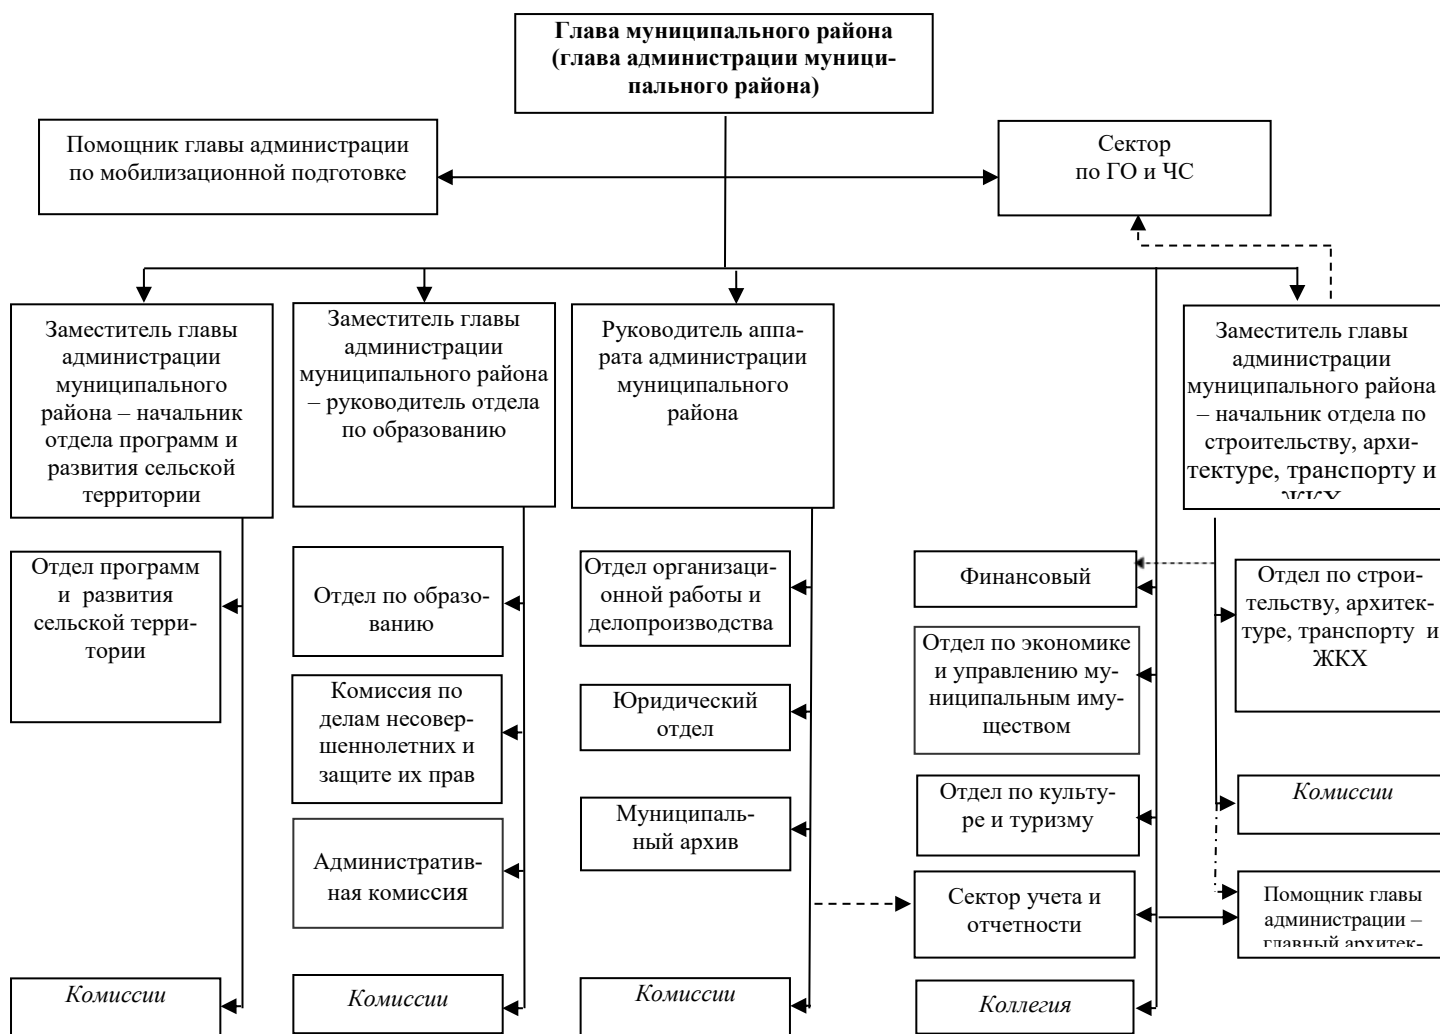 Глава муниципального района
(глава администрации муници-
пального района)
Помощник главы администрации
по мобилизационной подготовке
Сектор
по ГО и ЧС
Заместитель главы
администрации
муниципального
района – начальник
отдела программ и
развития сельской
территории
Заместитель главы
администрации
муниципального района
– руководитель отдела
по образованию
Руководитель аппа-
рата администрации
муниципального
района
Заместитель главы
администрации
муниципального района
– начальник отдела по
строительству, архи-
тектуре, транспорту и
ЖКХ
Отдел программ
и развития
сельской терри-
тории
Комиссии
Отдел по образо-
ванию
Комиссия по
делам несовер-
шеннолетних и
защите их прав
Административ-
ная комиссия
Комиссии
Отдел организаци-
онной работы и
делопроизводства
Юридический
отдел
Муниципаль-
ный архив
Комиссии
Финансовый
Отдел по экономике
и управлению му-
ниципальным иму-
ществом
Отдел по культу-
ре и туризму
Сектор учета и
отчетности
Коллегия
Отдел по строи-
тельству, архитек-
туре, транспорту и
ЖКХ
Комиссии
Помощник главы
администрации –
главный архитек-